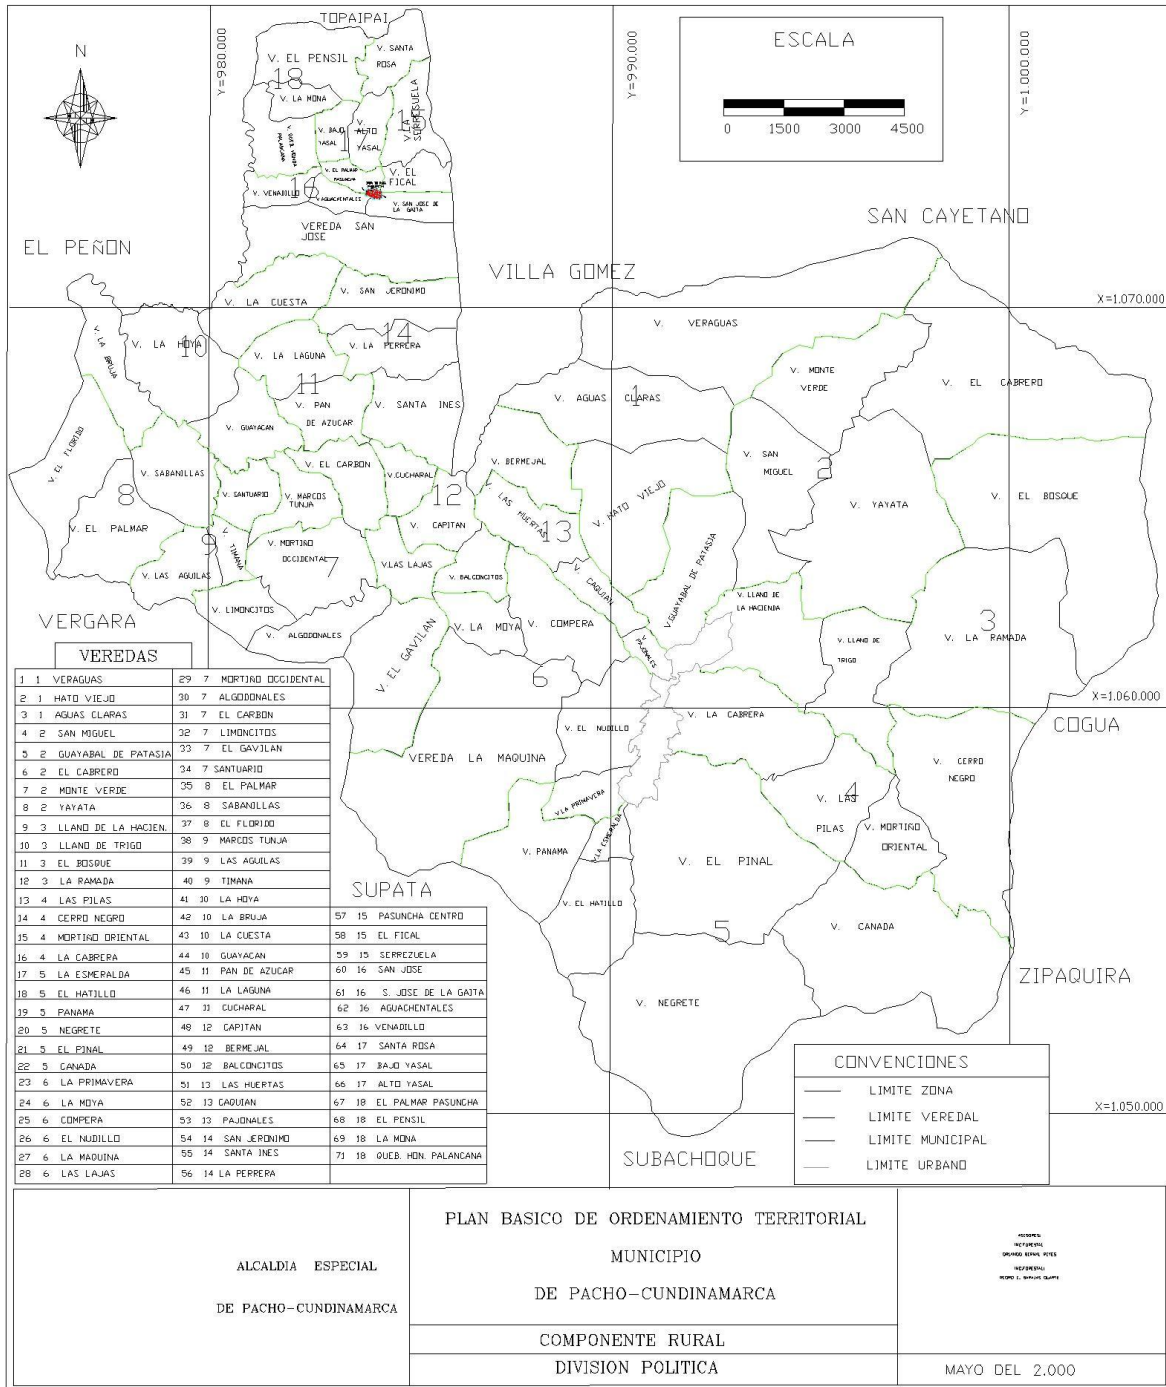 TOPAIPAI
N
Y=980.000
Y=990.000
Y=1.000.000
ESCALA
0 1500 3000 4500
V. EL PENSIL
V. SANTA
ROSA
18
V. LA MONA
V. LA
SERREZUELA
15
V. BAJO
YASAL
V.
ALTO
YASAL
17
V. EL PALMAR
PASUNCHA
V. EL
FICAL
V. VENADILLO
16
V. AGUACHENTALES
V. SAN JOSE DE
LA GAITA
VEREDA SAN
JOSE
EL PEÑON
VILLA GOMEZ
SAN CAYETANO
X=1.070.000
V. LA CUESTA
V. SAN JERONIMO
V. LA BRUJA
V. LA HOYA
10
V. LA LAGUNA
14
V. LA PERRERA
11
V. PAN
DE AZUCAR
V. SANTA INES
V. GUAYACAN
V. VERAGUAS
V. MONTE
VERDE
V. EL CABRERO
V. AGUAS CLARAS
1
V. EL FLORIDO
V. SABANILLAS
V. EL CARBON
V.CUCHARAL
V. BERMEJAL
V. SAN
MIGUEL
2
8
V. SANTUARIO
V. MARCOS
TUNJA
12
V. LAS HUERTAS
V. HATO VIEJO
V. YAYATA
V. EL BOSQUE
V. EL PALMAR
9
V. TIMANA
V. MORTIÑO
OCCIDENTAL
7
V. CAPITAN
13
V.LAS LAJAS
V. BALCONCITOS
V. CAQUIAN
V.GUAYABAL DE PATASIA
V. LAS AGUILAS
V. LIMONCITOS
V. LLANO DE
LA HACIENDA
3
V. LA RAMADA
VERGARA
V. ALGODONALES
V. EL GAVILAN
V. LA MOYA
V. COMPERA
V. PAJONALES
V. LLANO DE
TRIGO
6
X=1.060.000
COGUA
V. EL NUDILLO
V. LA CABRERA
VEREDA LA MAQUINA
V. CERRO
NEGRO
V.LA PRIMAVERA
4
V. LAS
PILAS
V. MORTIÑO
ORIENTAL
V. PANAMA
V.LA ESMERALDA
V. EL PINAL
V. EL HATILLO
5
V. CANADA
SUPATA
ZIPAQUIRA
V. NEGRETE
X=1.050.000
SUBACHOQUE
VEREDAS
1 1 VERAGUAS
2 1 HATO VIEJO
3 1 AGUAS CLARAS
4 2 SAN MIGUEL
5 2 GUAYABAL DE PATASIA
6 2 EL CABRERO
7 2 MONTE VERDE
8 2 YAYATA
9 3 LLANO DE LA HACIEN.
10 3 LLANO DE TRIGO
11 3 EL BOSQUE
12 3 LA RAMADA
13 4 LAS PILAS
14 4 CERRO NEGRO
15 4 MORTIÑO ORIENTAL
16 4 LA CABRERA
17 5 LA ESMERALDA
18 5 EL HATILLO
19 5 PANAMA
20 5 NEGRETE
21 5 EL PINAL
22 5 CANADA
23 6 LA PRIMAVERA
24 6 LA MOYA
25 6 COMPERA
26 6 EL NUDILLO
27 6 LA MAQUINA
28 6 LAS LAJAS
29 7 MORTIÑO OCCIDENTAL
30 7 ALGODONALES
31 7 EL CARBON
32 7 LIMONCITOS
33 7 EL GAVILAN
34 7 SANTUARIO
35 8 EL PALMAR
36 8 SABANILLAS
37 8 EL FLORIDO
38 9 MARCOS TUNJA
39 9 LAS AGUILAS
40 9 TIMANA
41 10 LA HOYA
42 10 LA BRUJA
43 10 LA CUESTA
44 10 GUAYACAN
45 11 PAN DE AZUCAR
46 11 LA LAGUNA
47 11 CUCHARAL
48 12 CAPITAN
49 12 BERMEJAL
50 12 BALCONCITOS
51 13 LAS HUERTAS
52 13 CAQUIAN
53 13 PAJONALES
54 14 SAN JERONIMO
55 14 SANTA INES
56 14 LA PERRERA
57 15 PASUNCHA CENTRO
58 15 EL FICAL
59 15 SERREZUELA
60 16 SAN JOSE
61 16 S. JOSE DE LA GAITA
62 16 AGUACHENTALES
63 16 VENADILLO
64 17 SANTA ROSA
65 17 BAJO YASAL
66 17 ALTO YASAL
67 18 EL PALMAR PASUNCHA
68 18 EL PENSIL
69 18 LA MONA
71 18 QUEB. HON. PALANCANA
CONVENCIONES
LIMITE ZONA
LIMITE VEREDAL
LIMITE MUNICIPAL
LIMITE URBANO
ALCALDIA ESPECIAL
DE PACHO-CUNDINAMARCA
PLAN BASICO DE ORDENAMIENTO TERRITORIAL
MUNICIPIO
DE PACHO-CUNDINAMARCA
COMPONENTE RURAL
DIVISION POLITICA
MAYO DEL 2.000